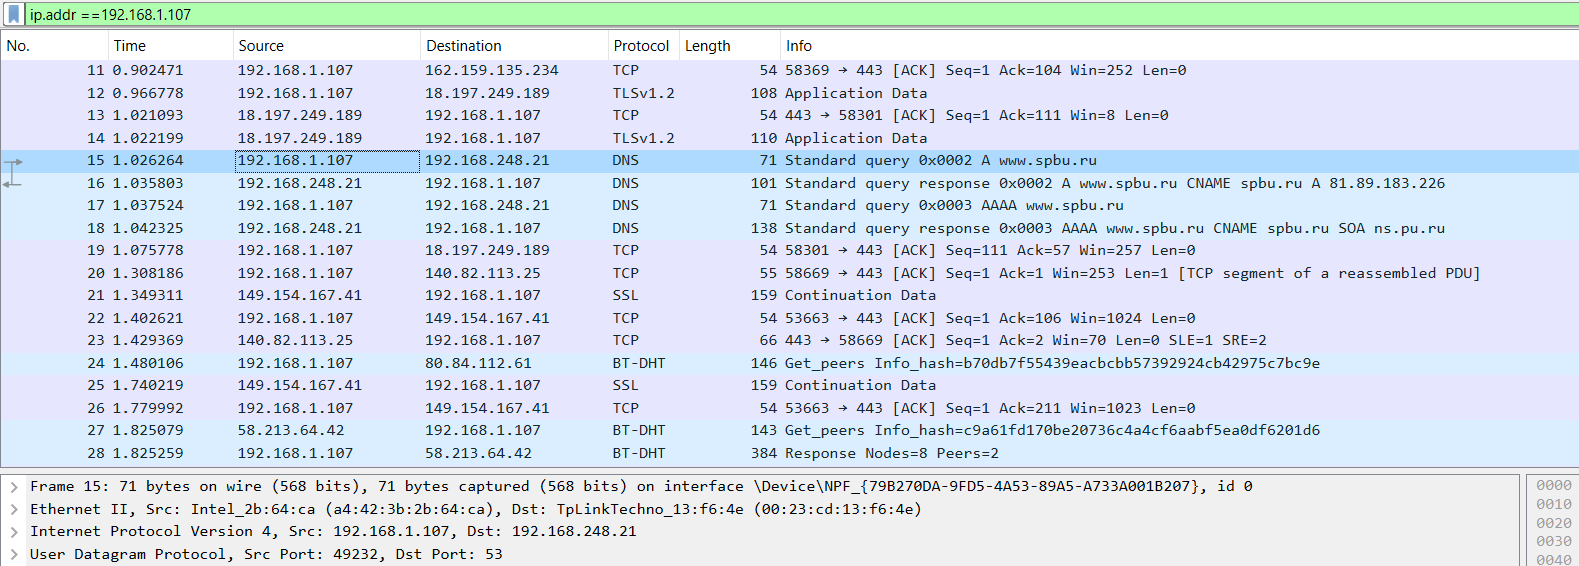 ip.addr ==192.168.1.107
No. Time Source Destination Protocol Length Info
11 0.902471 192.168.1.107 162.159.135.234 TCP 54 58369 → 443 [ACK] Seq=1 Ack=104 Win=252 Len=0
12 0.966778 192.168.1.107 18.197.249.189 TLSv1.2 108 Application Data
13 1.021093 18.197.249.189 192.168.1.107 TCP 54 443 → 58301 [ACK] Seq=1 Ack=111 Win=8 Len=0
14 1.022199 18.197.249.189 192.168.1.107 TLSv1.2 110 Application Data
15 1.026264 192.168.1.107 192.168.248.21 DNS 71 Standard query 0x0002 A www.spbu.ru
16 1.035803 192.168.248.21 192.168.1.107 DNS 101 Standard query response 0x0002 A www.spbu.ru CNAME spbu.ru A 81.89.183.226
17 1.037524 192.168.1.107 192.168.248.21 DNS 71 Standard query 0x0003 AAAA www.spbu.ru
18 1.042325 192.168.248.21 192.168.1.107 DNS 138 Standard query response 0x0003 AAAA www.spbu.ru CNAME spbu.ru SOA ns.pu.ru
19 1.075778 192.168.1.107 18.197.249.189 TCP 54 58301 → 443 [ACK] Seq=111 Ack=57 Win=257 Len=0
20 1.308186 192.168.1.107 140.82.113.25 TCP 55 58669 → 443 [ACK] Seq=1 Ack=1 Win=253 Len=1 [TCP segment of a reassembled PDU]
21 1.349311 149.154.167.41 192.168.1.107 SSL 159 Continuation Data
22 1.402621 192.168.1.107 149.154.167.41 TCP 54 53663 → 443 [ACK] Seq=1 Ack=106 Win=1024 Len=0
23 1.429369 140.82.113.25 192.168.1.107 TCP 66 443 → 58669 [ACK] Seq=1 Ack=2 Win=70 Len=0 SLE=1 SRE=2
24 1.480106 192.168.1.107 80.84.112.61 BT-DHT 146 Get_peers Info_hash=b70db7f55439eacbcbb57392924cb42975c7bc9e
25 1.740219 149.154.167.41 192.168.1.107 SSL 159 Continuation Data
26 1.779992 192.168.1.107 149.154.167.41 TCP 54 53663 → 443 [ACK] Seq=1 Ack=211 Win=1023 Len=0
27 1.825079 58.213.64.42 192.168.1.107 BT-DHT 143 Get_peers Info_hash=c9a61fd170be20736c4a4cf6aabf5ea0df6201d6
28 1.825259 192.168.1.107 58.213.64.42 BT-DHT 384 Response Nodes=8 Peers=2
Frame 15: 71 bytes on wire (568 bits), 71 bytes captured (568 bits) on interface \Device\NPF_{79B270DA-9FD5-4A53-89A5-A733A001B207}, id 0
Ethernet II, Src: Intel_2b:64:ca (a4:42:3b:2b:64:ca), Dst: TpLinkTechno_13:f6:4e (00:23:cd:13:f6:4e)
Internet Protocol Version 4, Src: 192.168.1.107, Dst: 192.168.248.21
User Datagram Protocol, Src Port: 49232, Dst Port: 53
0000
0010
0020
0030
0040